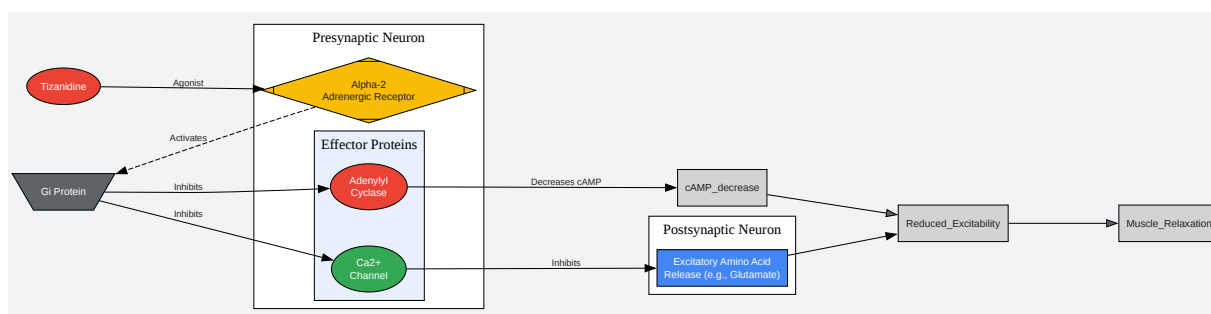 Presynaptic Neuron
Tizanidine
Agonist
Alpha-2
Adrenergic Receptor
Activates
Effector Proteins
Gi Protein
Inhibits
Inhibits
Adenylyl
Cyclase
Decreases cAMP
cAMP_decrease
Ca2+
Channel
Inhibits
Postsynaptic Neuron
Excitatory Amino Acid
Release (e.g., Glutamate)
Reduced_Excitability
Muscle_Relaxation